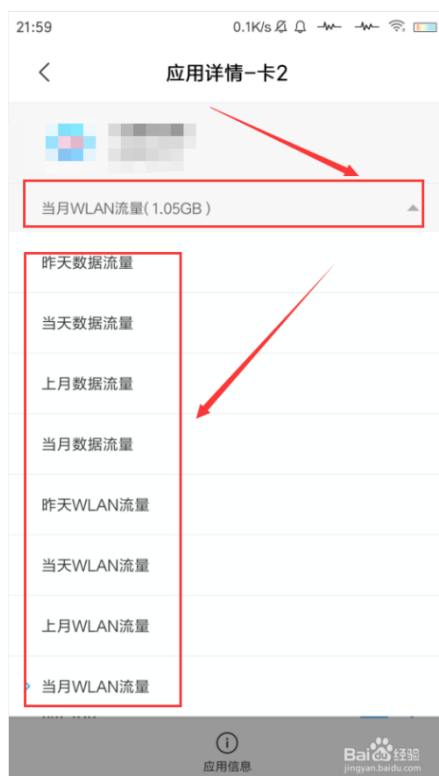 21:59
0.1K/s
应用详情-卡2
当月WLAN流量(1.05GB)
昨天数据流量
当天数据流量
上月数据流量
当月数据流量
昨天WLAN流量
当天WLAN流量
上月WLAN流量
当月WLAN流量
应用信息
Bai 经验
jingyan.baidu.com